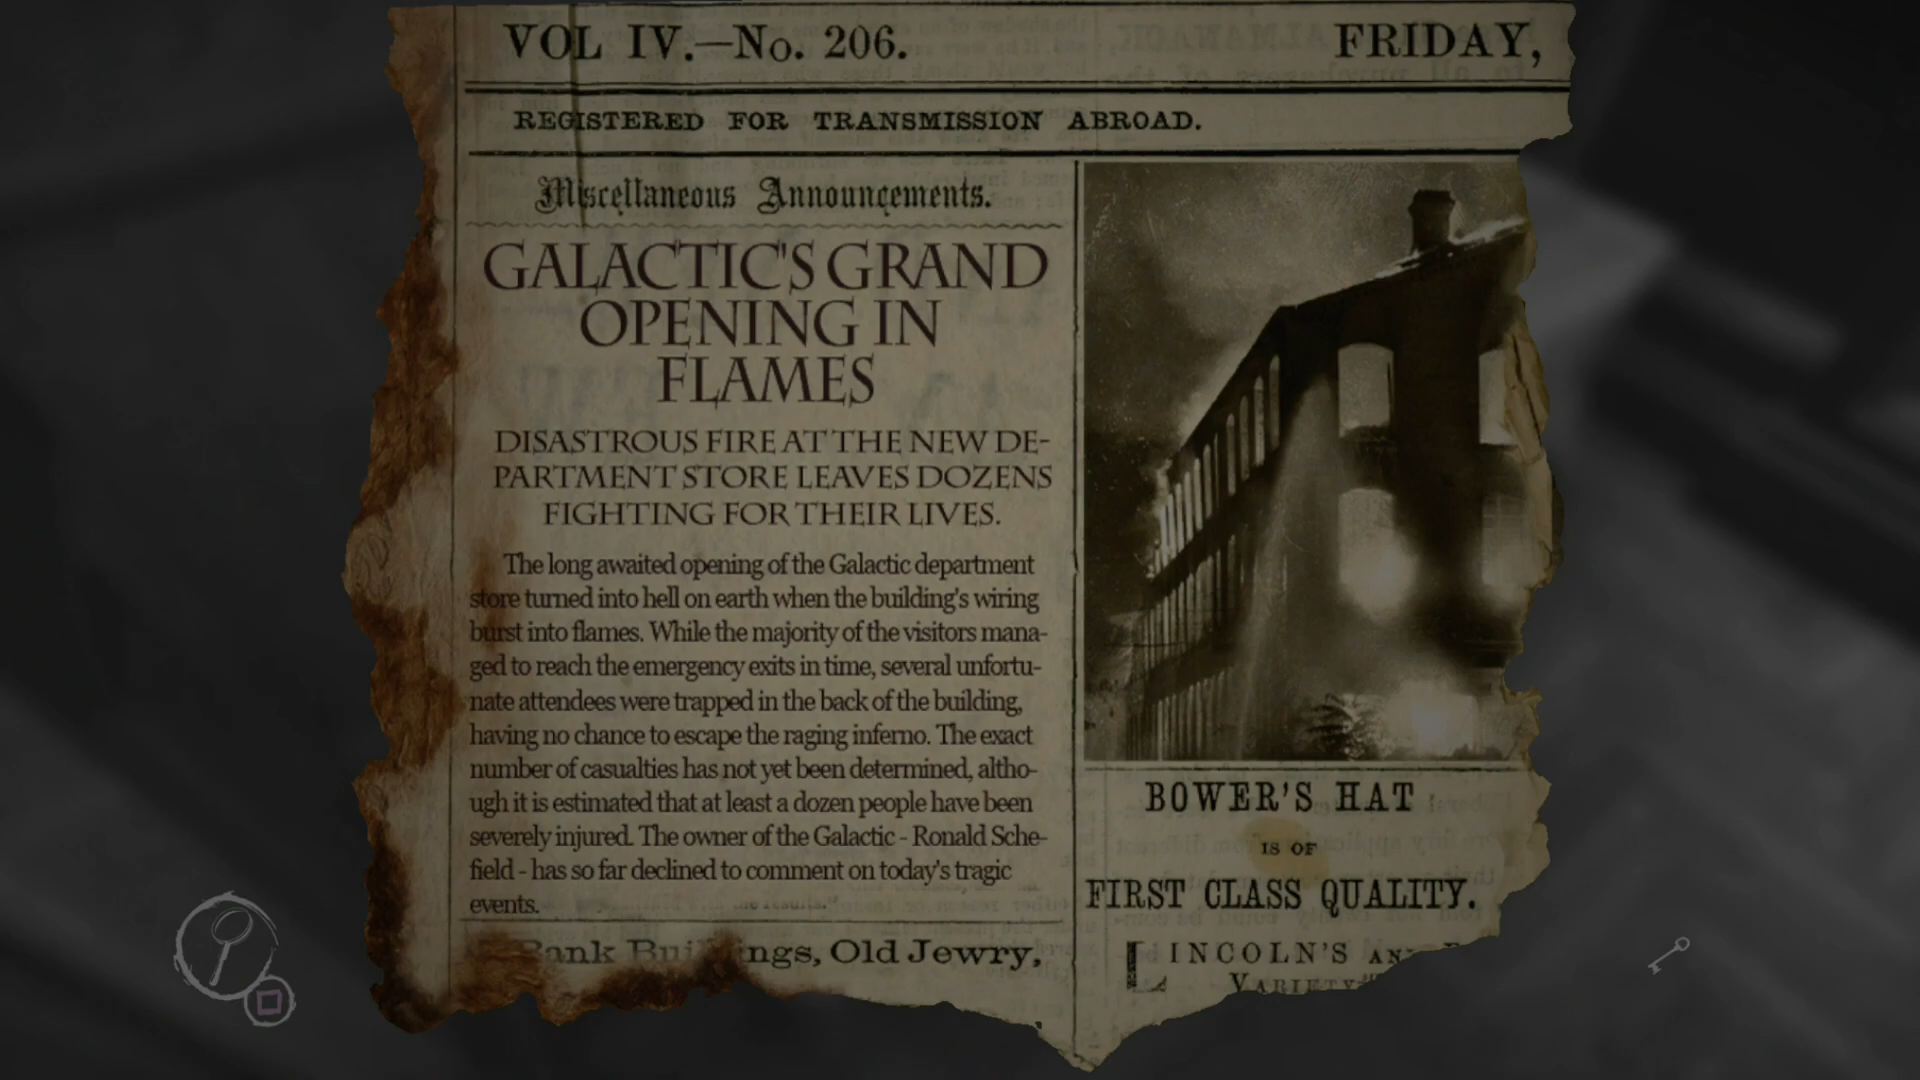 VOL IV.—No. 206.
FRIDAY,
REGISTERED FOR TRANSMISSION ABROAD.
Miscellaneous Announcements.
GALACTIC'S GRAND
OPENING IN
FLAMES
DISASTROUS FIRE AT THE NEW DE-
PARTMENT STORE LEAVES DOZENS
FIGHTING FOR THEIR LIVES.
The long awaited opening of the Galactic department
store turned into hell on earth when the building's wiring
burst into flames. While the majority of the visitors mana-
ged to reach the emergency exits in time, several unfortu-
nate attendees were trapped in the back of the building,
having no chance to escape the raging inferno. The exact
number of casualties has not yet been determined, altho-
ugh it is estimated that at least a dozen people have been
severely injured. The owner of the Galactic - Ronald Sche-
field - has so far declined to comment on today's tragic
events.
Old Jewry,
BOWER'S HAT
IS OF
FIRST CLASS QUALITY.
LINCOLN'S